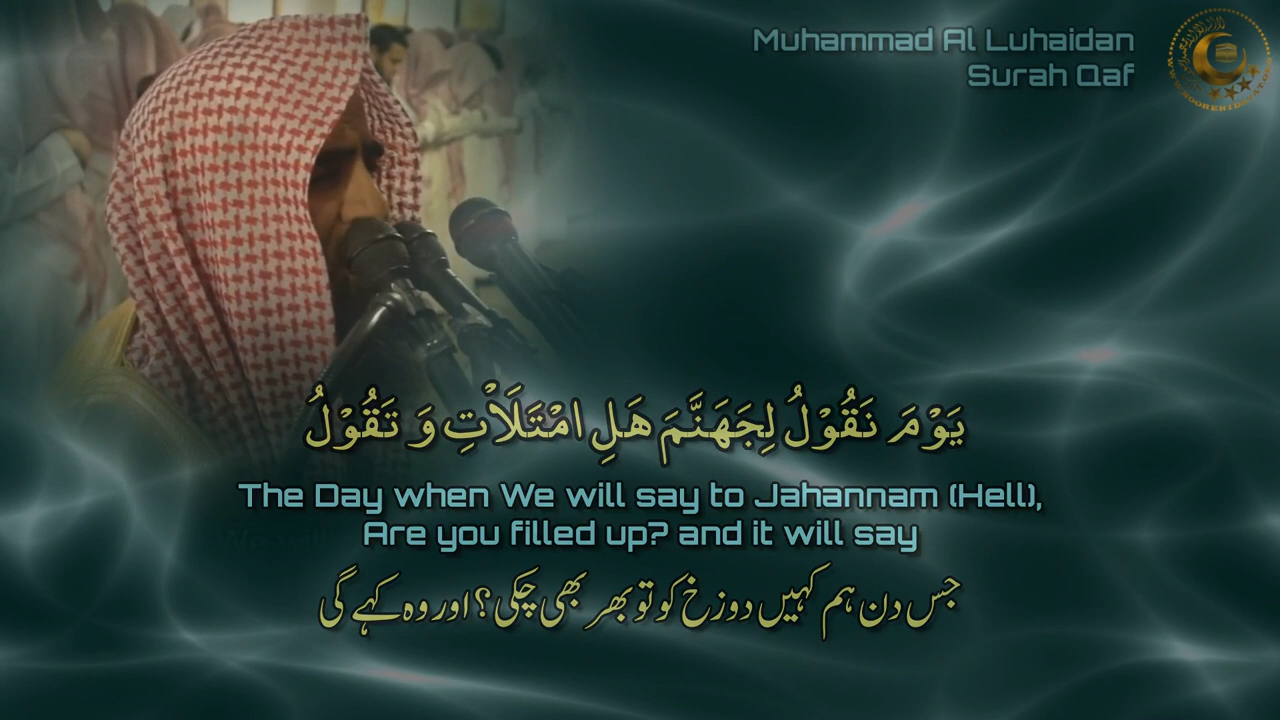 Muhammad Al Luhaidan
Surah Qaf
يَوْمَ نَقُوْلُ لِجَهَنَّمَ هَلِ امْتَلَاْتِ وَ تَقُوْلُ
The Day when We will say to Jahannam (Hell),
Are you filled up? and it will say
جس دن ہم کہیں دوزخ کو تو بھر بھی چکی؟ اور وہ کہے گی